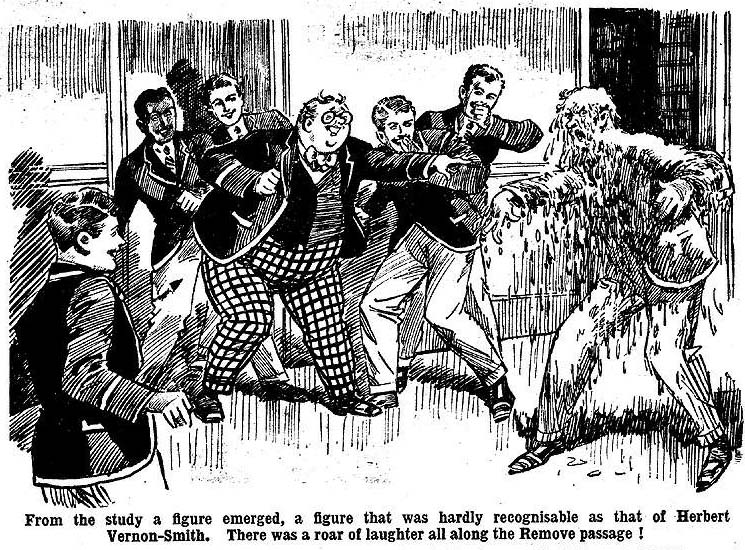 From the study a figure emerged, a figure that was hardly recognisable as that of Herbert
Vernon-Smith. There was a roar of laughter all along the Remove passage !